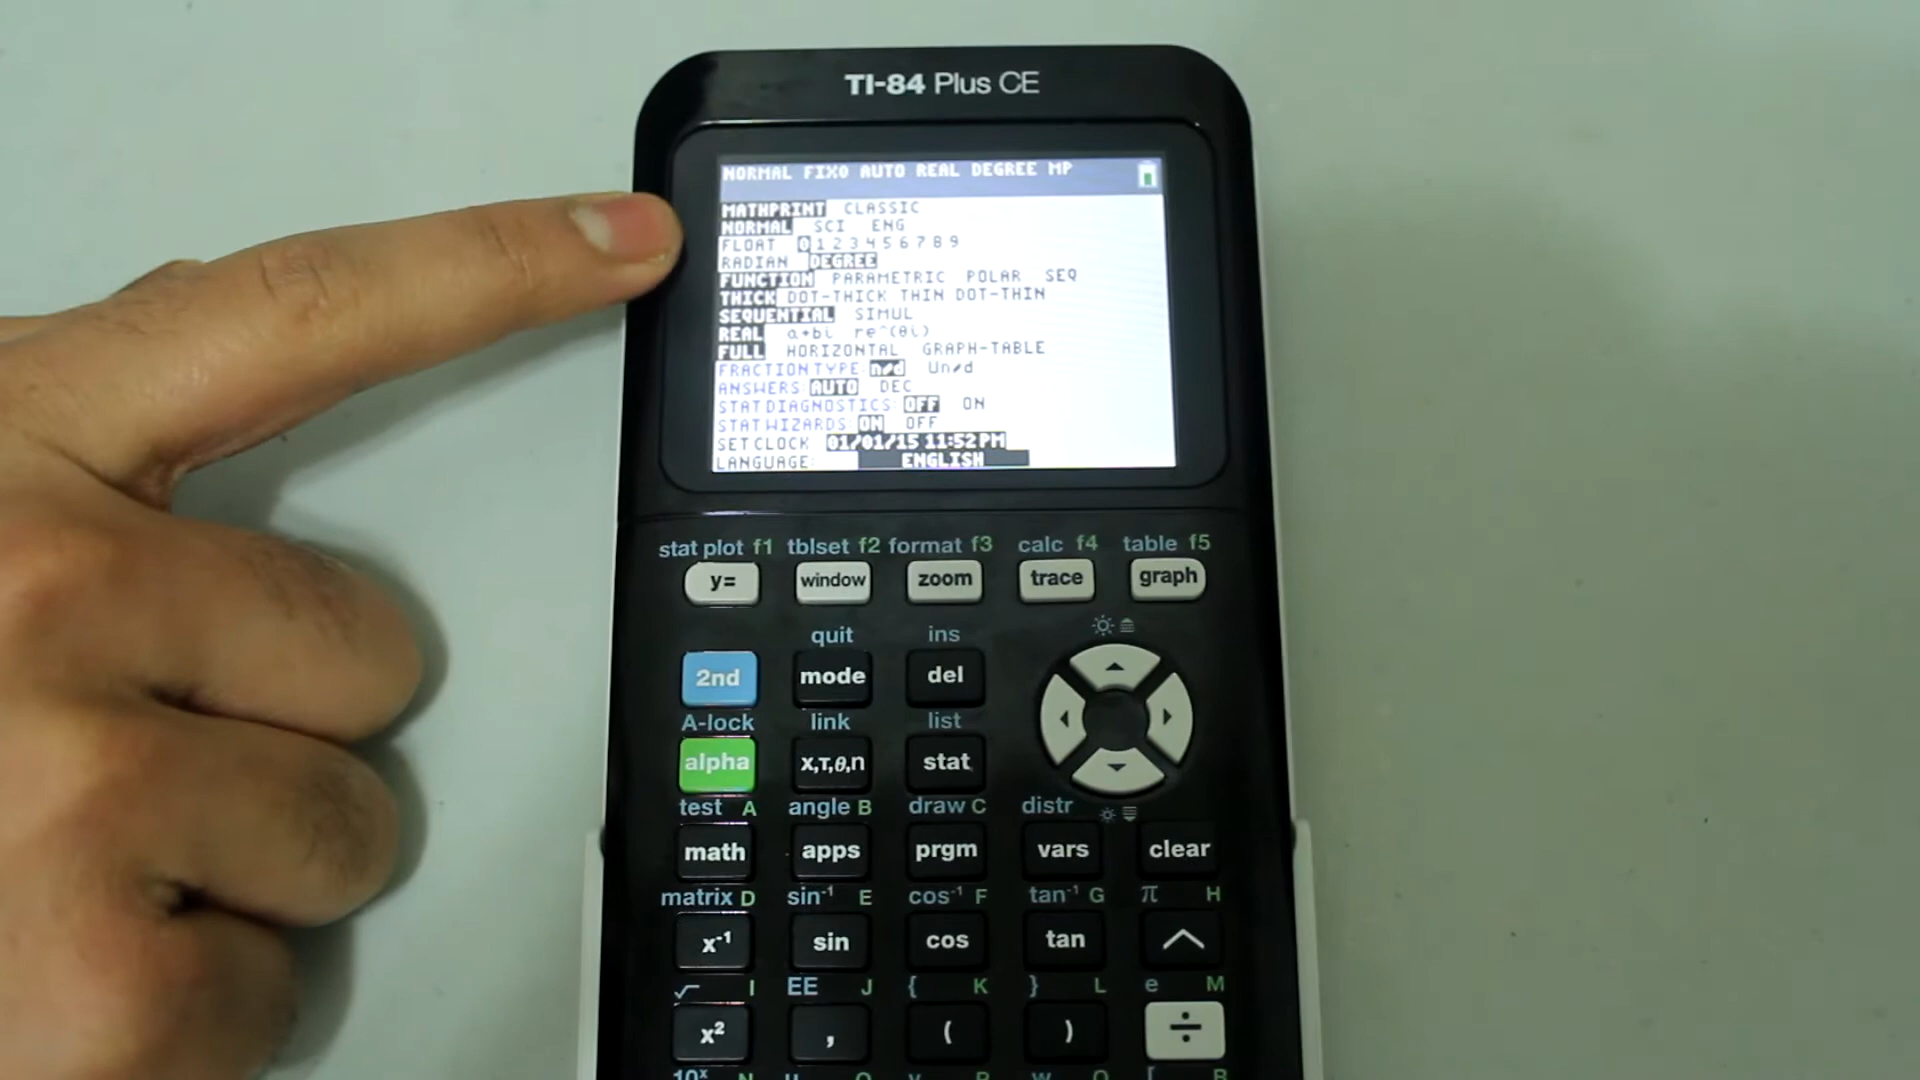 TI-84 Plus CE
NORMAL FIX0 AUTO REAL DEGREE MP
MATHPRINT CLASSIC
NORMAL SCI ENG
FLOAT 0 1 2 3 4 5 6 7 8 9
RADIAN DEGREE
FUNCTION PARAMETRIC POLAR SEQ
THICK DOT-THICK THIN DOT-THIN
SEQUENTIAL SIMUL
REAL a+bi re^(θi)
FULL HORIZONTAL GRAPH-TABLE
FRACTION TYPE: n/d Un/d
ANSWERS: AUTO DEC
STAT DIAGNOSTICS: OFF ON
STAT WIZARDS: ON OFF
SET CLOCK 01/01/15 11:52 PM
LANGUAGE: ENGLISH
stat plot f1 tblset f2 format f3 calc f4 table f5
y= window zoom trace graph
quit ins
2nd mode del
A-lock link list
alpha X,T,θ,n stat
test A angle B draw C distr
math apps prgm vars clear
matrix D sin⁻¹ E cos⁻¹ F tan⁻¹ G π H
x⁻¹ sin cos tan ^
√ I EE J { K } L e M
x² , ( ) ÷
10ˣ N u O v P w Q [ R